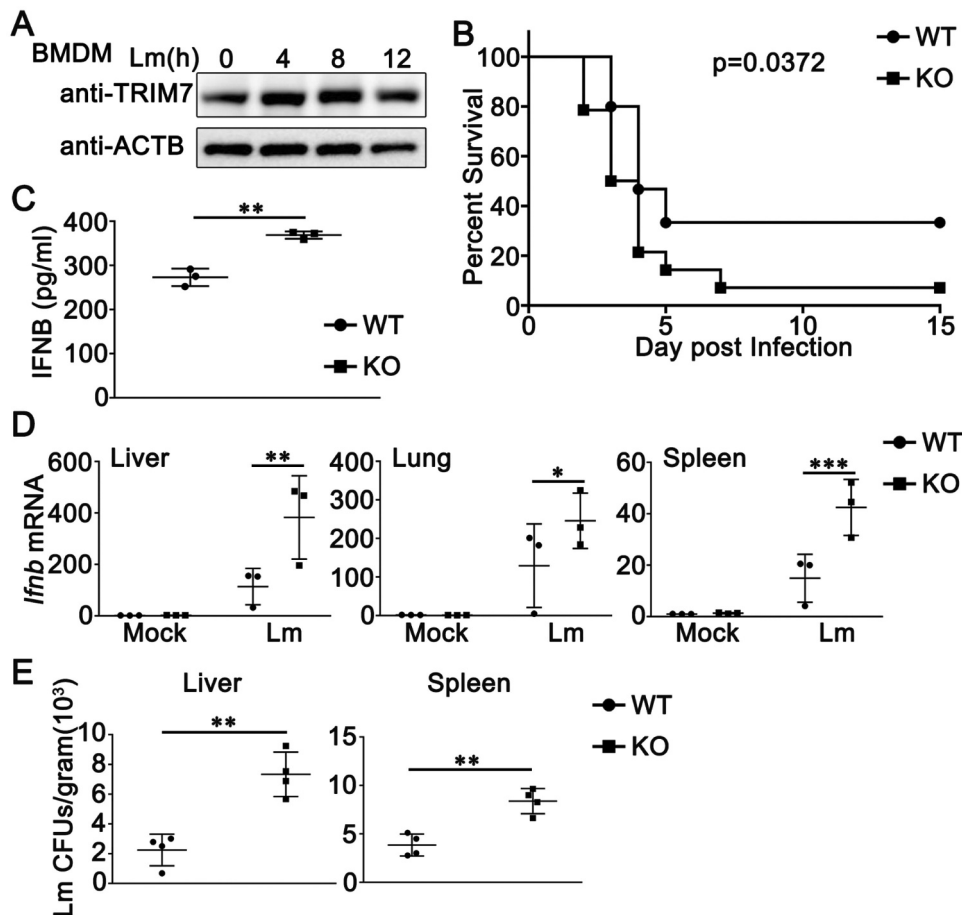 A
BMDM Lm(h) 0 4 8 12
anti-TRIM7
anti-ACTB
B
p=0.0372
WT
KO
Percent Survival
100
80
60
40
20
0
0 5 10 15
Day post Infection
C
**
IFNB (pg/ml)
400
300
200
100
0
WT
KO
D
Ifnb mRNA
Liver
**
600
400
200
0
Mock Lm
Lung
*
400
300
200
100
0
Mock Lm
Spleen
***
60
40
20
0
Mock Lm
WT
KO
E
Lm CFUs/gram(10³)
Liver
**
10
8
6
4
2
0
Spleen
**
15
10
5
0
WT
KO